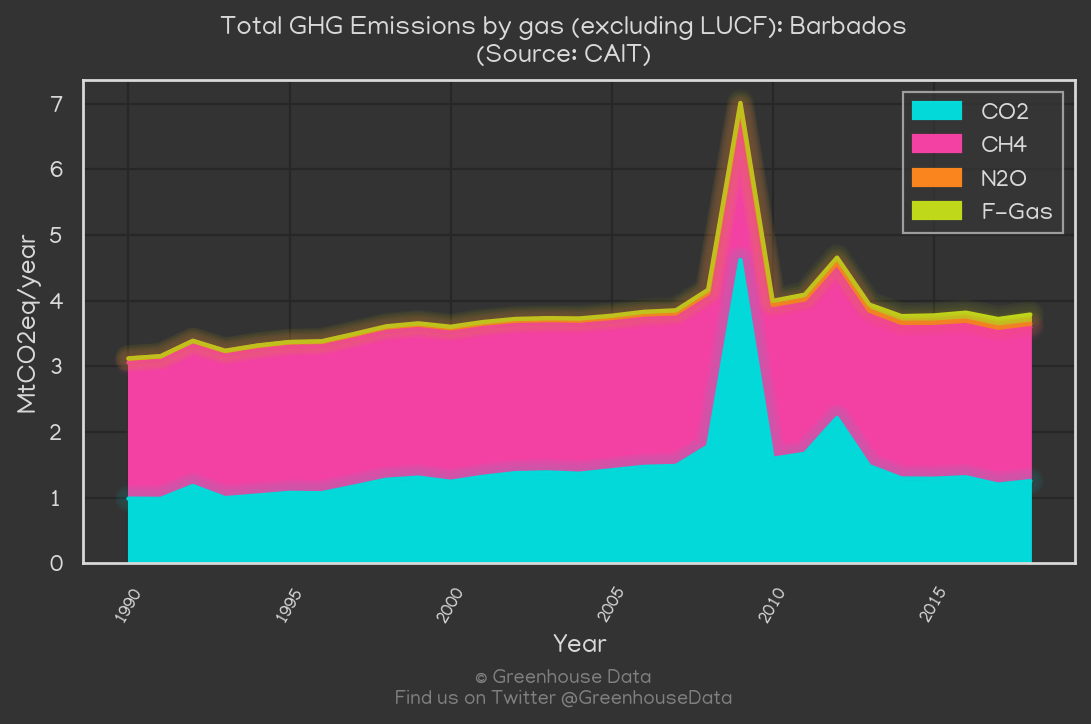 Total GHG Emissions by gas (excluding LUCF): Barbados
(Source: CAIT)
7
6
5
4
3
2
1
0
MtCO2eq/year
CO2
CH4
N2O
F-Gas
1990
1995
2000
2005
2010
2015
Year
© Greenhouse Data
Find us on Twitter @GreenhouseData